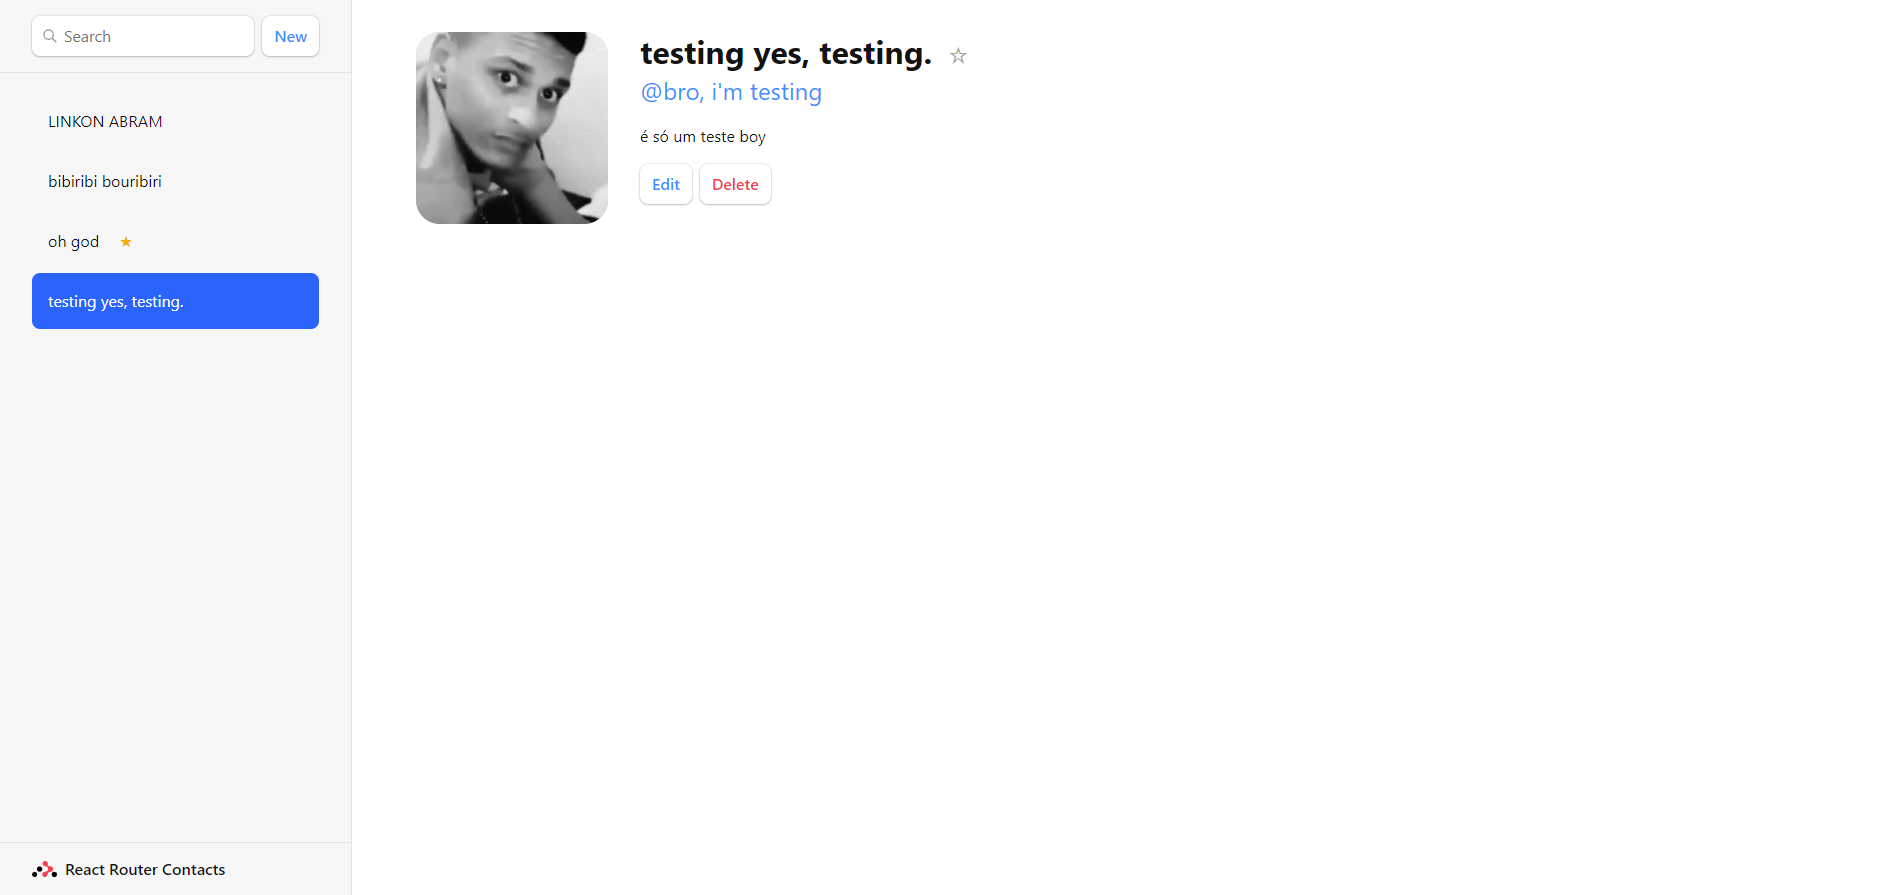 Search
New
LINKON ABRAM
bibiribi bouribiri
oh god ★
testing yes, testing.
React Router Contacts
testing yes, testing. ☆
@bro, i'm testing
é só um teste boy
Edit
Delete